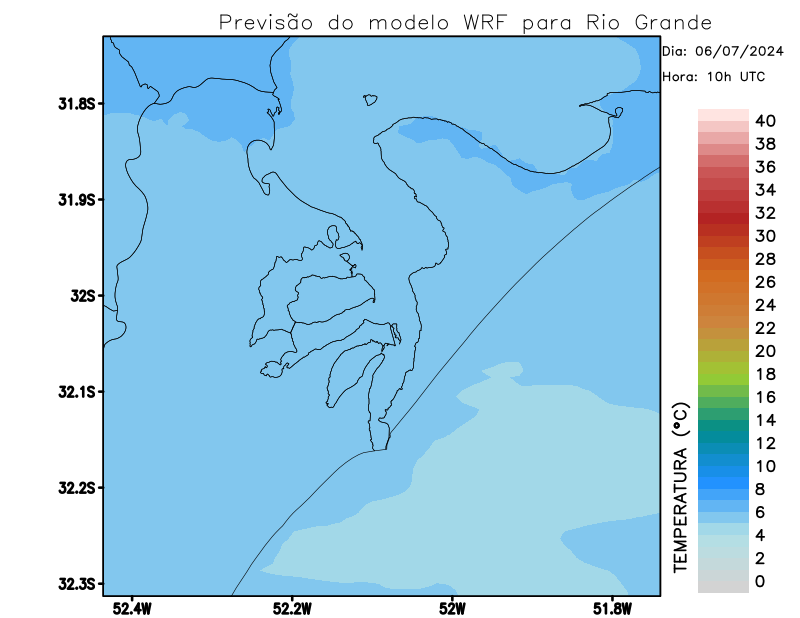 Previsão do modelo WRF para Rio Grande
Dia: 06/07/2024
Hora: 10h UTC
31.8S
31.9S
32S
32.1S
32.2S
32.3S
52.4W
52.2W
52W
51.8W
TEMPERATURA (°C)
40
38
36
34
32
30
28
26
24
22
20
18
16
14
12
10
8
6
4
2
0